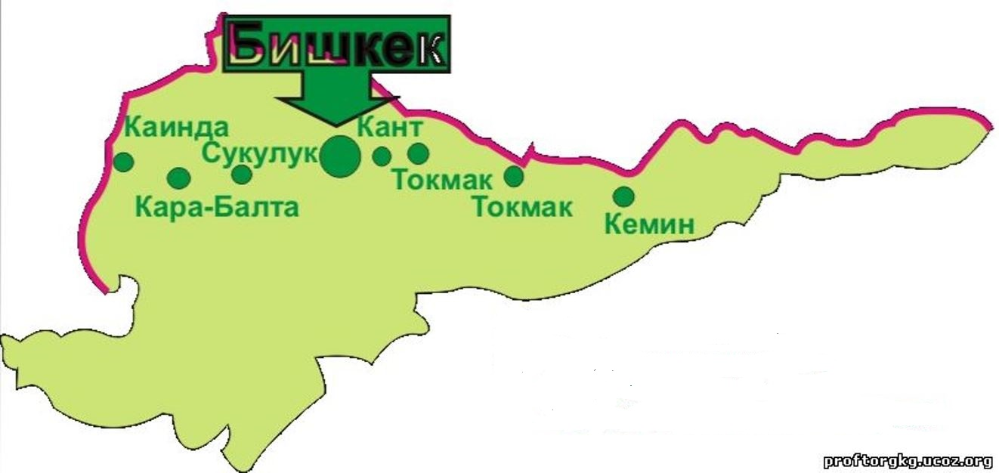 Бишкек
Каинда
Кант
Сукулук
Токмак
Кара-Балта
Токмак
Кемин
proftorgkg.ucoz.org